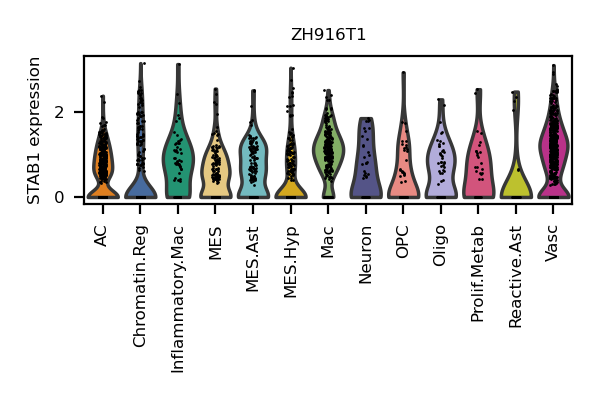 ZH916T1
STAB1 expression
2
0
AC
Chromatin.Reg
Inflammatory.Mac
MES
MES.Ast
MES.Hyp
Mac
Neuron
OPC
Oligo
Prolif.Metab
Reactive.Ast
Vasc